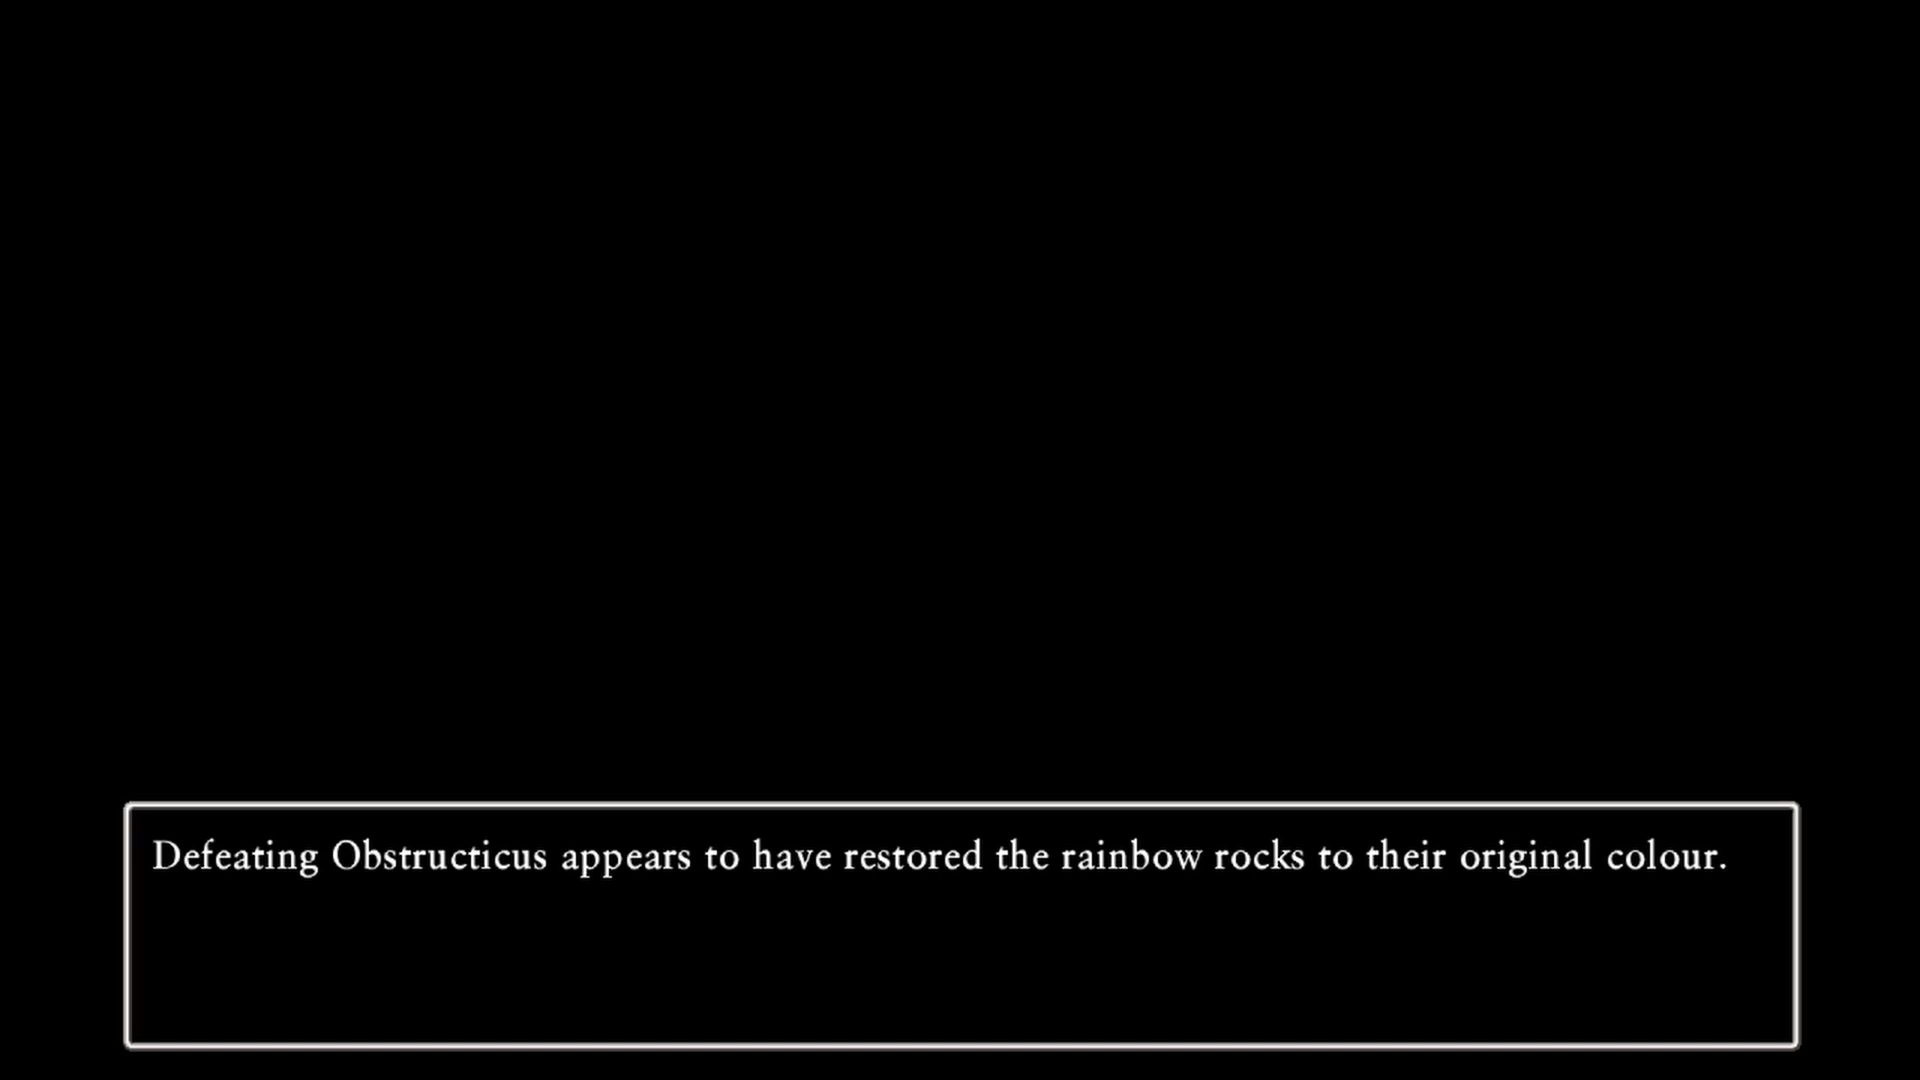 Defeating Obstructicus appears to have restored the rainbow rocks to their original colour.